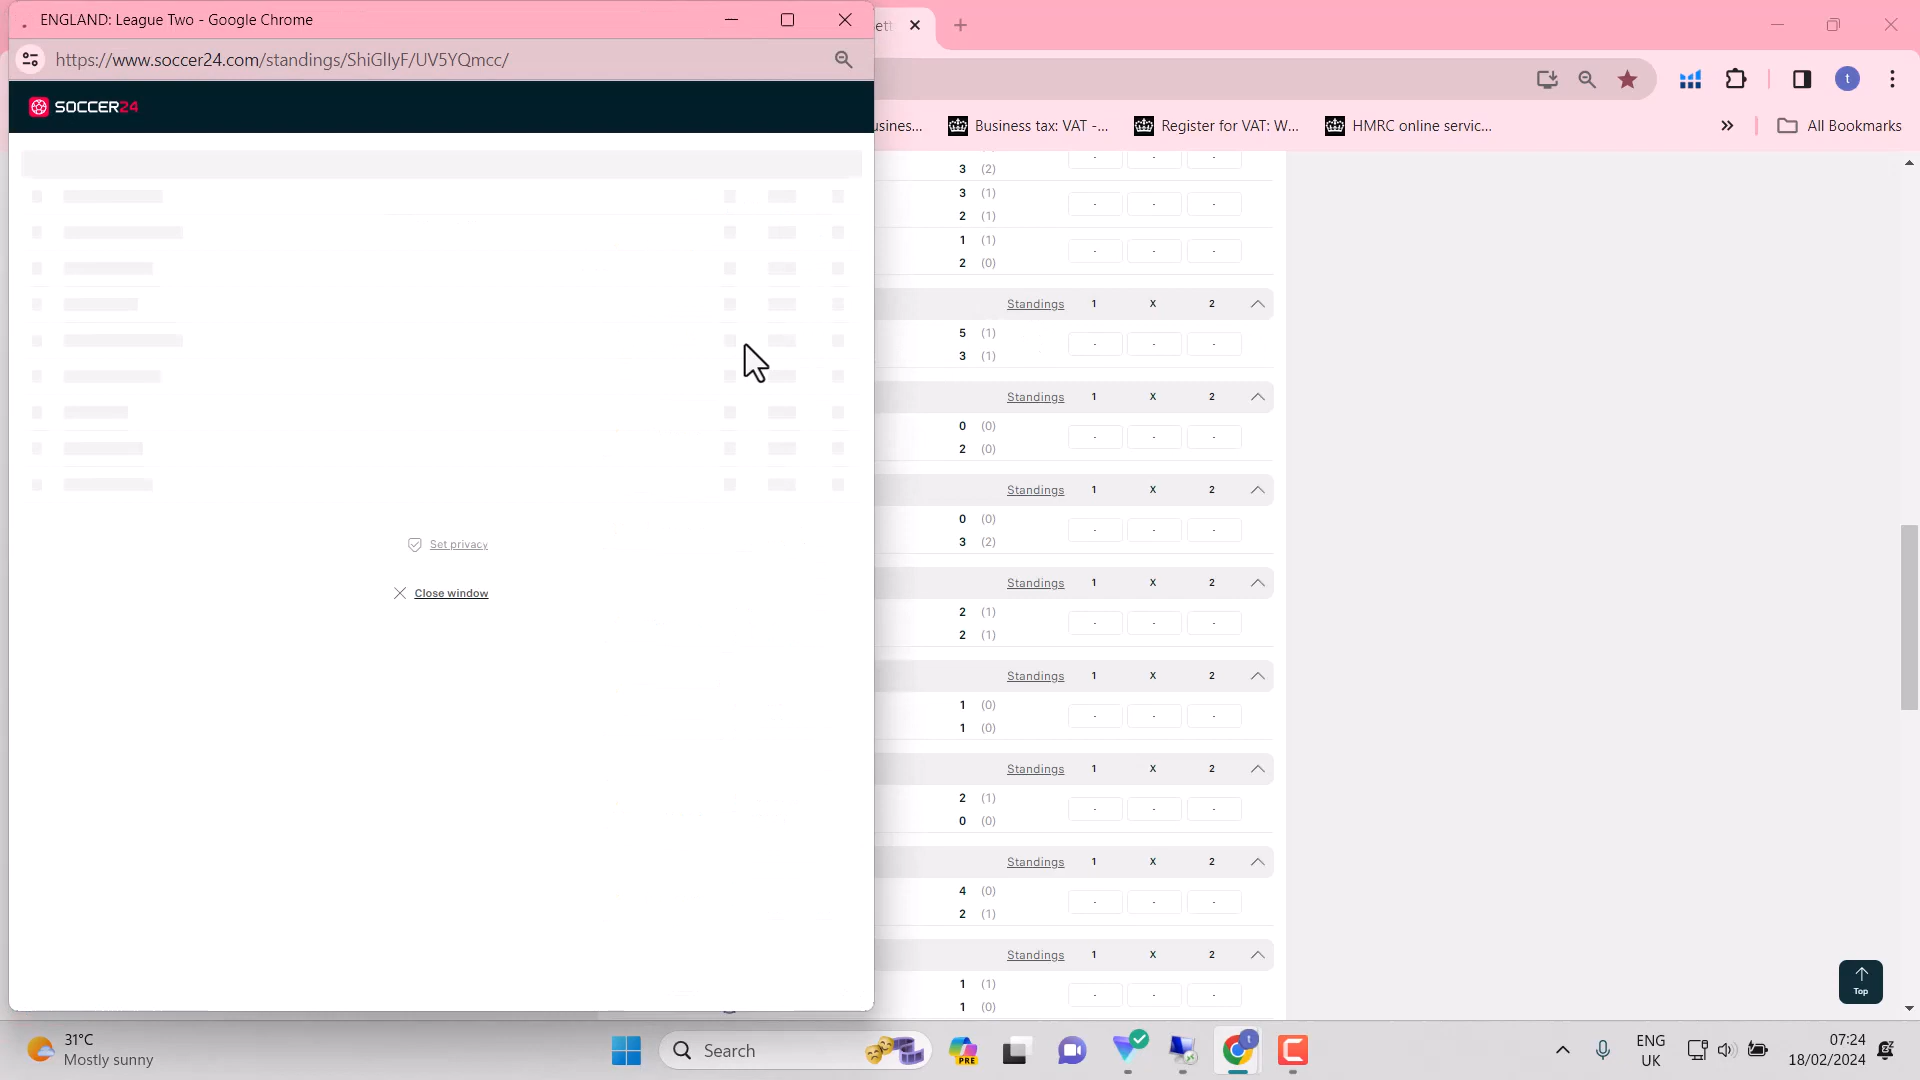 ENGLAND: League Two - Google Chrome
https://www.soccer24.com/standings/ShiGllyF/UV5YQmcc/
SOCCER24
Set privacy
Close window
t
usines...
Business tax: VAT -...
Register for VAT: W...
HMRC online servic...
All Bookmarks
3 (2)
3 (1)
2 (1)
1 (1)
2 (0)
Standings 1 X 2
5 (1)
3 (1)
Standings 1 X 2
0 (0)
2 (0)
Standings 1 X 2
0 (0)
3 (2)
Standings 1 X 2
2 (1)
2 (1)
Standings 1 X 2
1 (0)
1 (0)
Standings 1 X 2
2 (1)
0 (0)
Standings 1 X 2
4 (0)
2 (1)
Standings 1 X 2
1 (1)
1 (0)
Top
31°C
Mostly sunny
Search
PRE
t
ENG
UK
07:24
18/02/2024